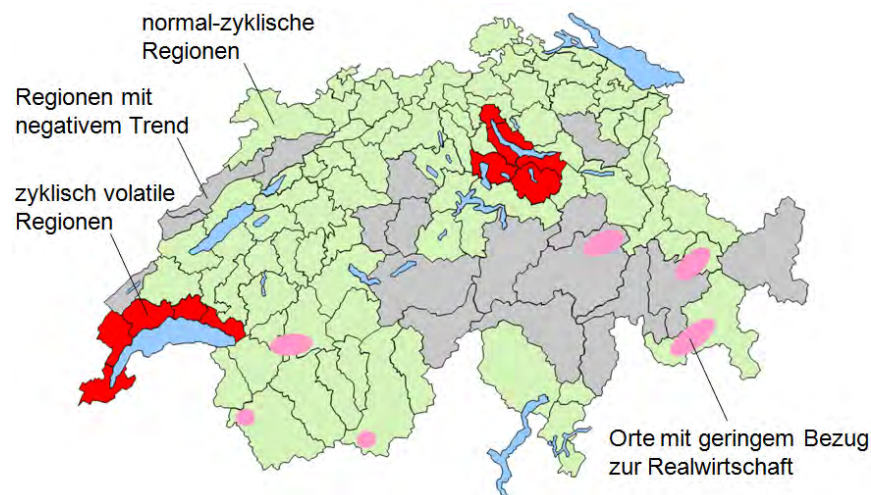 normal-zyklische
Regionen
Regionen mit
negativem Trend
zyklisch volatile
Regionen
Orte mit geringem Bezug
zur Realwirtschaft